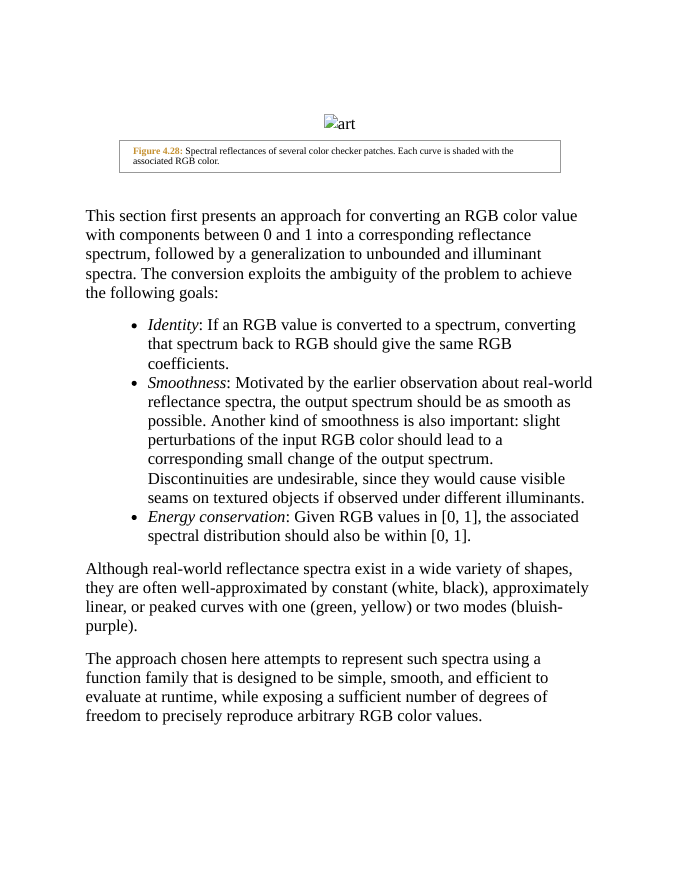 art
Figure 4.28: Spectral reflectances of several color checker patches. Each curve is shaded with the
associated RGB color.
This section first presents an approach for converting an RGB color value
with components between 0 and 1 into a corresponding reflectance
spectrum, followed by a generalization to unbounded and illuminant
spectra. The conversion exploits the ambiguity of the problem to achieve
the following goals:
• Identity: If an RGB value is converted to a spectrum, converting
that spectrum back to RGB should give the same RGB
coefficients.
• Smoothness: Motivated by the earlier observation about real-world
reflectance spectra, the output spectrum should be as smooth as
possible. Another kind of smoothness is also important: slight
perturbations of the input RGB color should lead to a
corresponding small change of the output spectrum.
Discontinuities are undesirable, since they would cause visible
seams on textured objects if observed under different illuminants.
• Energy conservation: Given RGB values in [0, 1], the associated
spectral distribution should also be within [0, 1].
Although real-world reflectance spectra exist in a wide variety of shapes,
they are often well-approximated by constant (white, black), approximately
linear, or peaked curves with one (green, yellow) or two modes (bluish-
purple).
The approach chosen here attempts to represent such spectra using a
function family that is designed to be simple, smooth, and efficient to
evaluate at runtime, while exposing a sufficient number of degrees of
freedom to precisely reproduce arbitrary RGB color values.